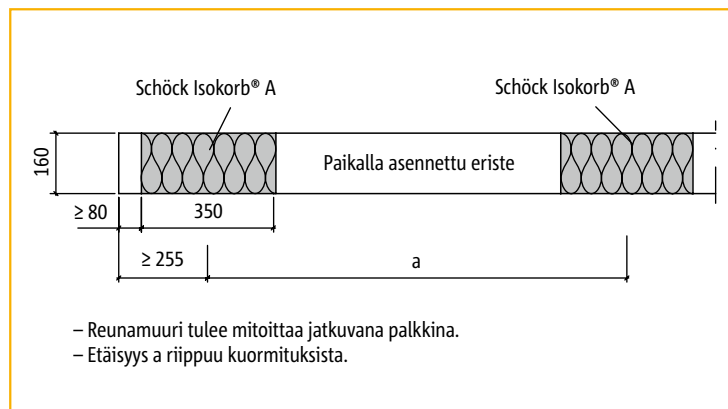 Schöck Isokorb® A
Schöck Isokorb® A
160
Paikalla asennettu eriste
≥ 80
350
≥ 255
a
– Reunamuuri tulee mitoittaa jatkuvana palkkina.
– Etäisyys a riippuu kuormituksista.